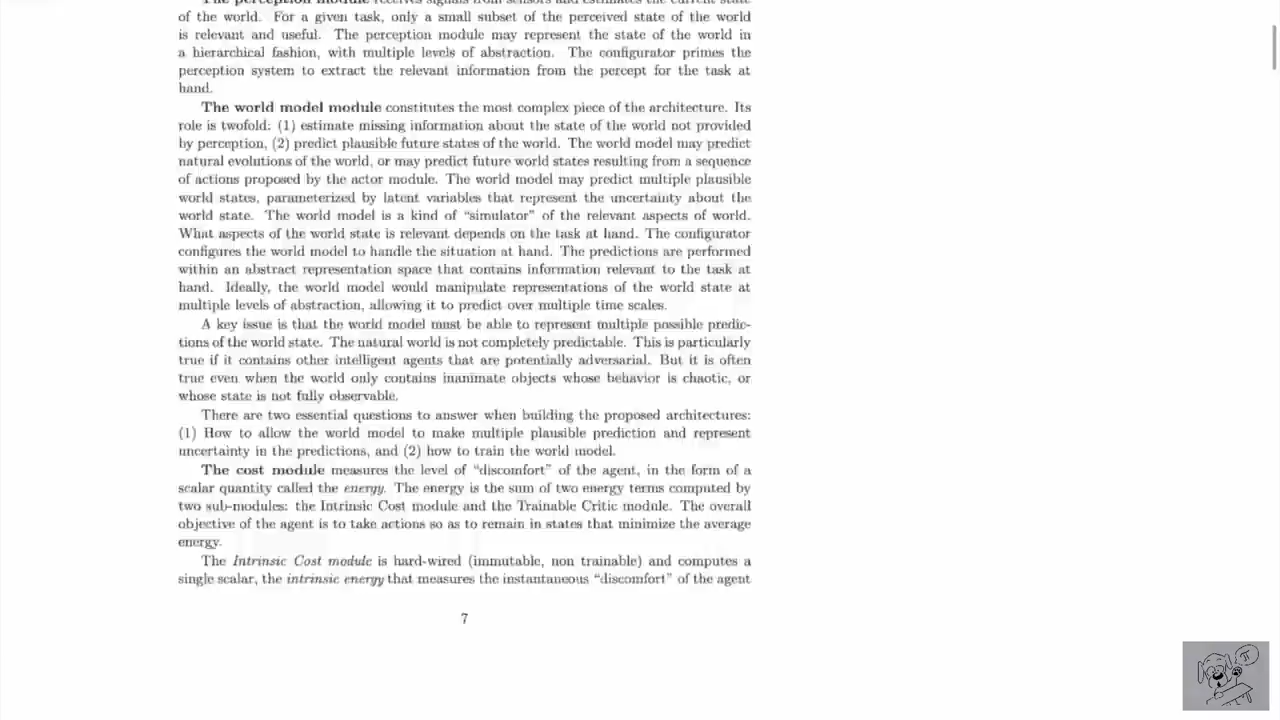 The perception module receives signals from sensors and estimates the current state
of the world. For a given task, only a small subset of the perceived state of the world
is relevant and useful. The perception module may represent the state of the world in
a hierarchical fashion, with multiple levels of abstraction. The configurator primes the
perception system to extract the relevant information from the percept for the task at
hand.
The world model module constitutes the most complex piece of the architecture. Its
role is twofold: (1) estimate missing information about the state of the world not provided
by perception, (2) predict plausible future states of the world. The world model may predict
natural evolutions of the world, or may predict future world states resulting from a sequence
of actions proposed by the actor module. The world model may predict multiple plausible
world states, parameterized by latent variables that represent the uncertainty about the
world state. The world model is a kind of “simulator” of the relevant aspects of world.
What aspects of the world state is relevant depends on the task at hand. The configurator
configures the world model to handle the situation at hand. The predictions are performed
within an abstract representation space that contains information relevant to the task at
hand. Ideally, the world model would manipulate representations of the world state at
multiple levels of abstraction, allowing it to predict over multiple time scales.
A key issue is that the world model must be able to represent multiple possible predic-
tions of the world state. The natural world is not completely predictable. This is particularly
true if it contains other intelligent agents that are potentially adversarial. But it is often
true even when the world only contains inanimate objects whose behavior is chaotic, or
whose state is not fully observable.
There are two essential questions to answer when building the proposed architectures:
(1) How to allow the world model to make multiple plausible prediction and represent
uncertainty in the predictions, and (2) how to train the world model.
The cost module measures the level of “discomfort” of the agent, in the form of a
scalar quantity called the energy. The energy is the sum of two energy terms computed by
two sub-modules: the Intrinsic Cost module and the Trainable Critic module. The overall
objective of the agent is to take actions so as to remain in states that minimize the average
energy.
The Intrinsic Cost module is hard-wired (immutable, non trainable) and computes a
single scalar, the intrinsic energy that measures the instantaneous “discomfort” of the agent
7
π